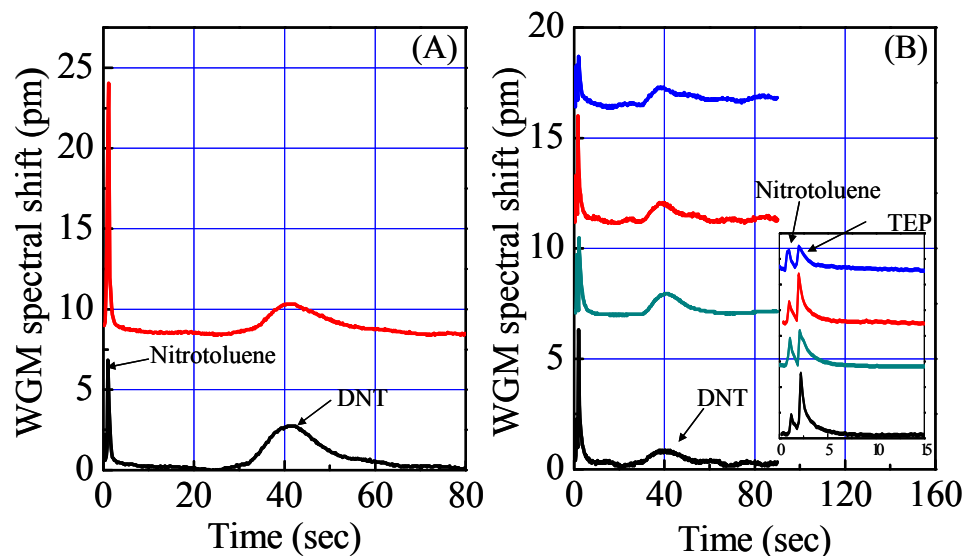 (A)
WGM spectral shift (pm)
25
20
15
10
5
0
Nitrotoluene
DNT
0 20 40 60 80
Time (sec)
(B)
WGM spectral shift (pm)
20
15
10
5
0
Nitrotoluene
TEP
DNT
0 5 10 15
0 40 80 120 160
Time (sec)